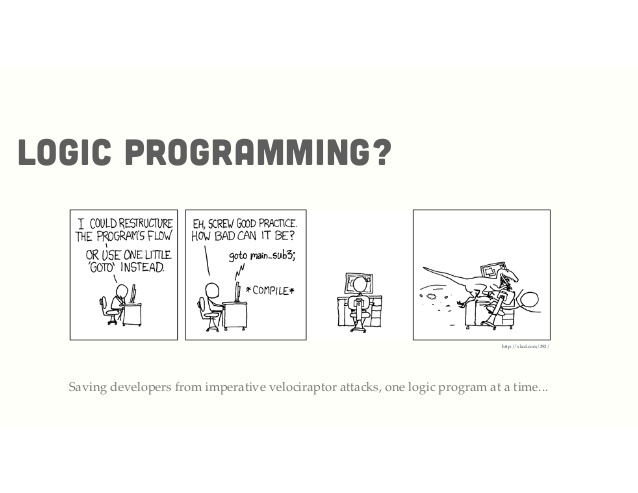 LOGIC PROGRAMMING?
I COULD RESTRUCTURE
THE PROGRAM'S FLOW
OR USE ONE LITTLE
'GOTO' INSTEAD.
EH, SCREW GOOD PRACTICE.
HOW BAD CAN IT BE?
goto main_sub3;
*COMPILE*
http://xkcd.com/292/
Saving developers from imperative velociraptor attacks, one logic program at a time...